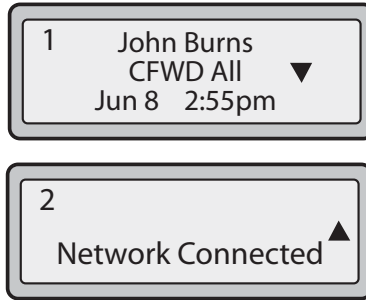 1
John Burns
CFWD All ▼
Jun 8 2:55pm
2
▲
Network Connected